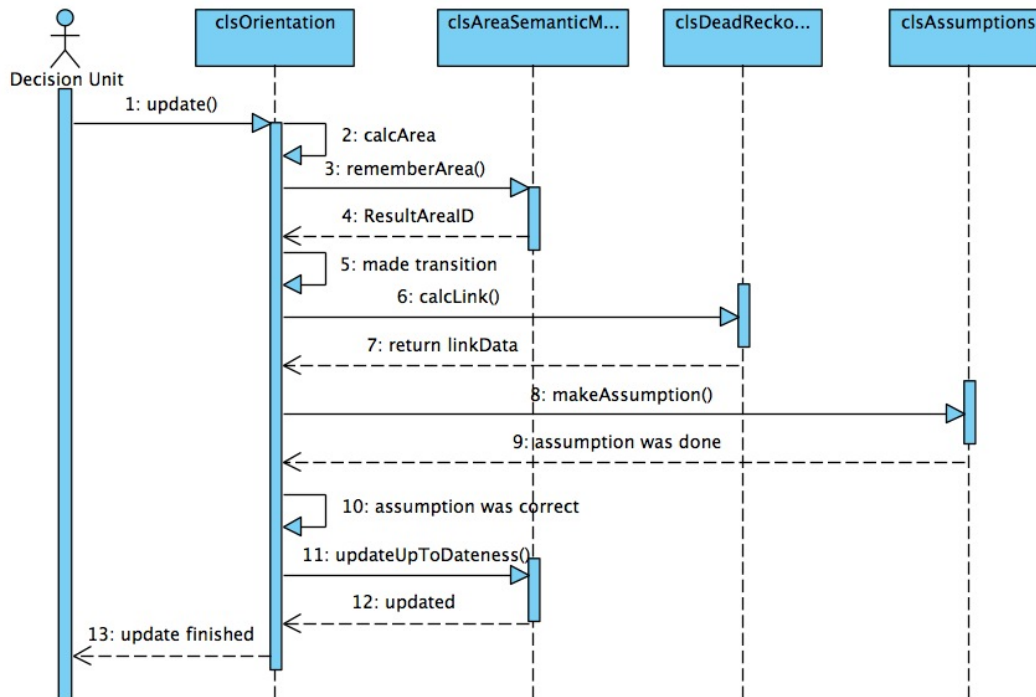 clsOrientation
clsAreaSemanticM...
clsDeadRecko...
clsAssumptions
Decision Unit
1: update()
2: calcArea
3: rememberArea()
4: ResultAreaID
5: made transition
6: calcLink()
7: return linkData
8: makeAssumption()
9: assumption was done
10: assumption was correct
11: updateUpToDateness()
12: updated
13: update finished